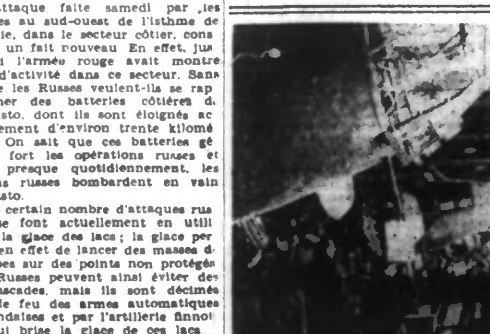 attaque faite samedi par ,les
es au sud-ouest de l'isthme de
ie, dans le secteur côtier, cons
un fait nouveau En effet, jus
i l'armée rouge avait montré
d'activité dans ce secteur. Sans
e les Russes veulent-ils se rap
her des batteries côtières d
sto, dont ils sont éloignés ac
ement d'environ trente kilomé
On sait que ces batteries gê
fort les opérations russes et
presque quotidiennement, les
ns russes bombardent en vain
sto.
certain nombre d'attaques rus
se font actuellement en utili
la glace des lacs ; la glace per
en effet de lancer des masses d
pes sur des points non protégés
Russes peuvent ainsi éviter des
uscades, mais ils sont décimés
le feu des armes automatiques
ndaises et par l'artillerie finnoi
ui brise la glace de ces lacs